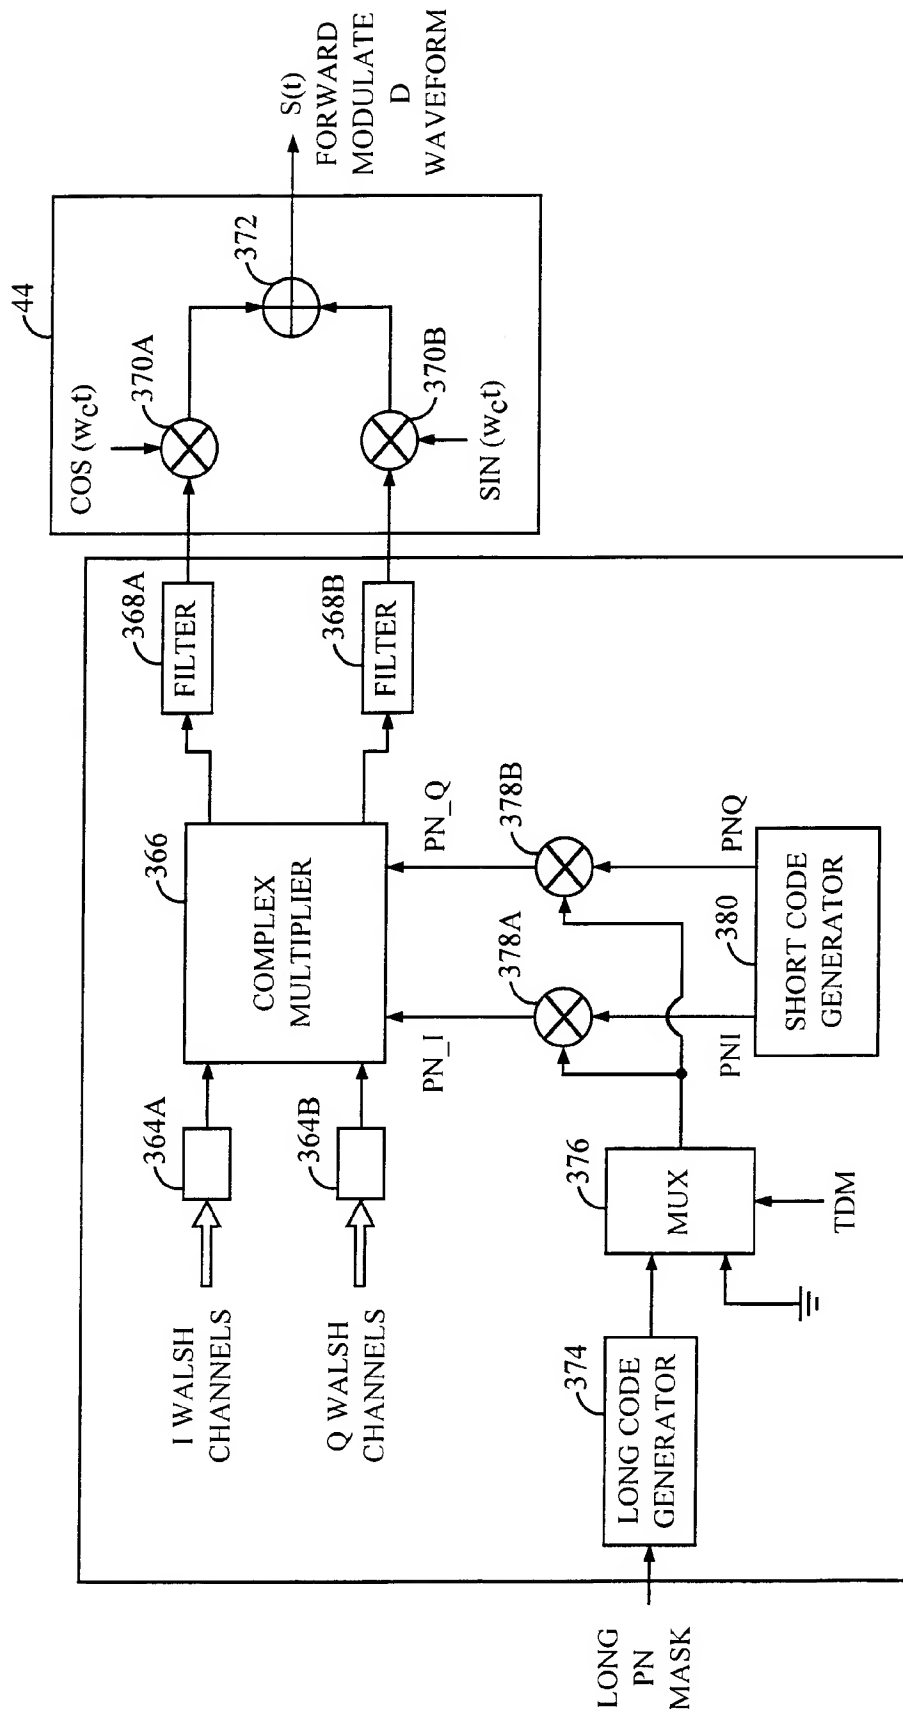 I WALSH
CHANNELS
Q WALSH
CHANNELS
364A
364B
366
COMPLEX
MULTIPLIER
368A
FILTER
368B
FILTER
44
COS (wct)
370A
372
370B
SIN (wct)
S(t)
FORWARD
MODULATE
D
WAVEFORM
PN_I
PN_Q
378A
378B
LONG
PN
MASK
374
LONG CODE
GENERATOR
376
MUX
TDM
PNI
PNQ
380
SHORT CODE
GENERATOR